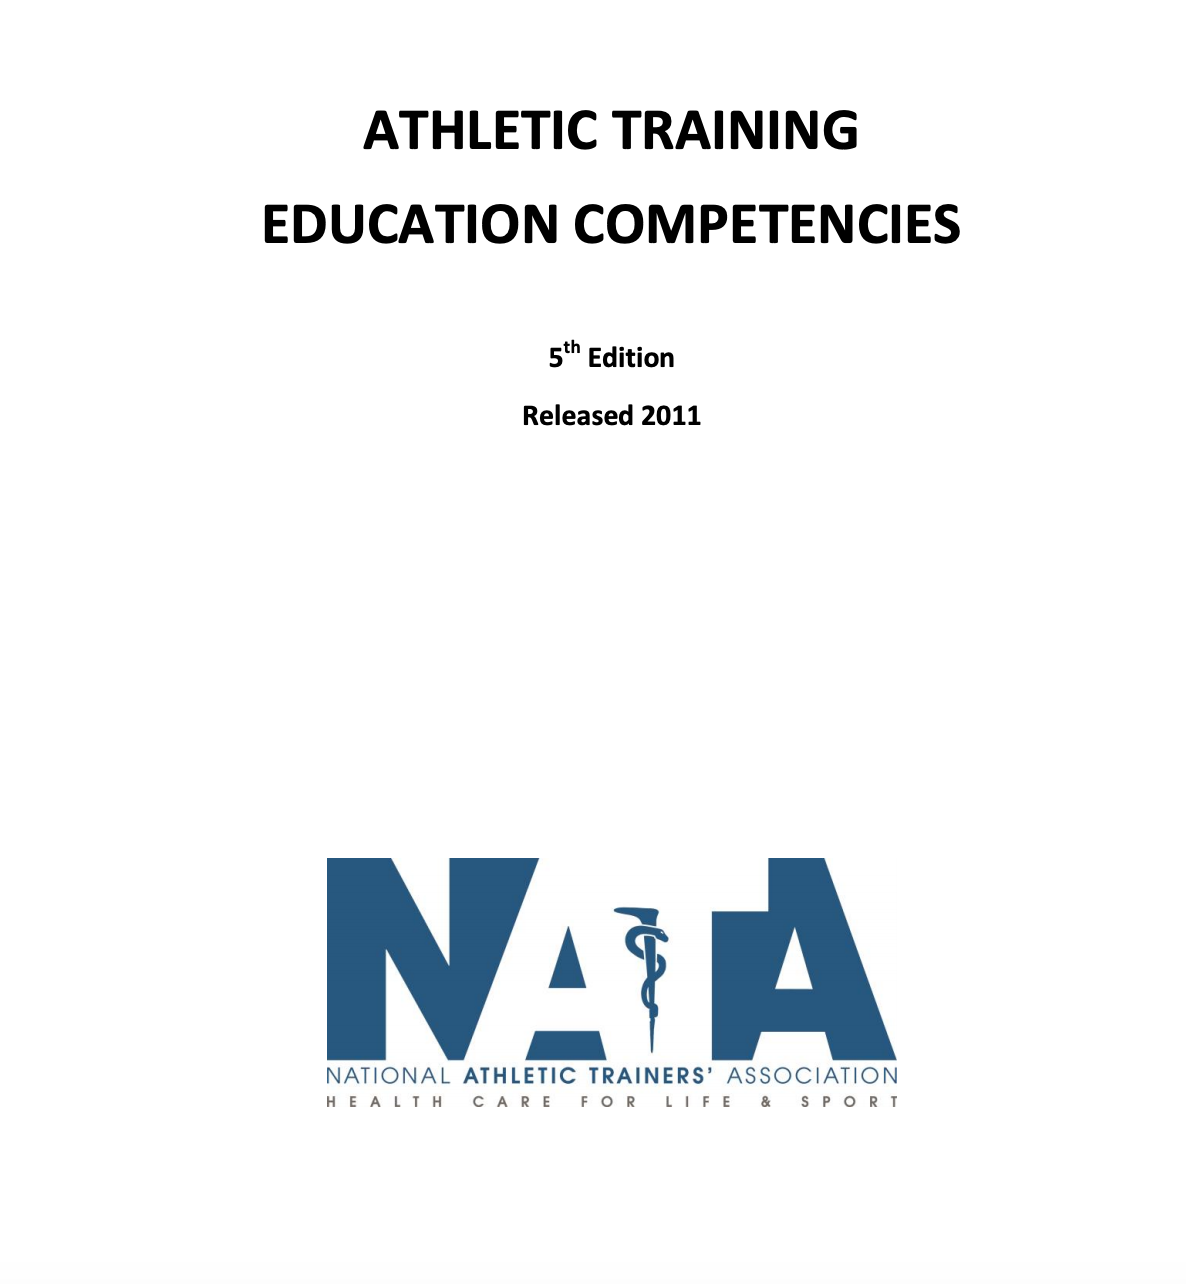 ATHLETIC TRAINING
EDUCATION COMPETENCIES
5th Edition
Released 2011
NATA
NATIONAL ATHLETIC TRAINERS' ASSOCIATION
HEALTH CARE FOR LIFE & SPORT